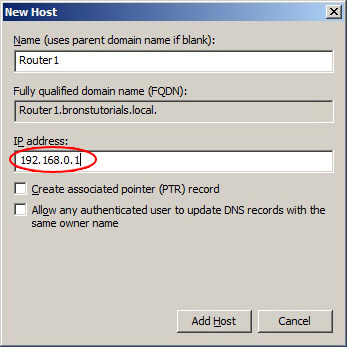 New Host
Name (uses parent domain name if blank):
Router1
Fully qualified domain name (FQDN):
Router1.bronstutorials.local.
IP address:
192.168.0.1
Create associated pointer (PTR) record
Allow any authenticated user to update DNS records with the
same owner name
Add Host
Cancel